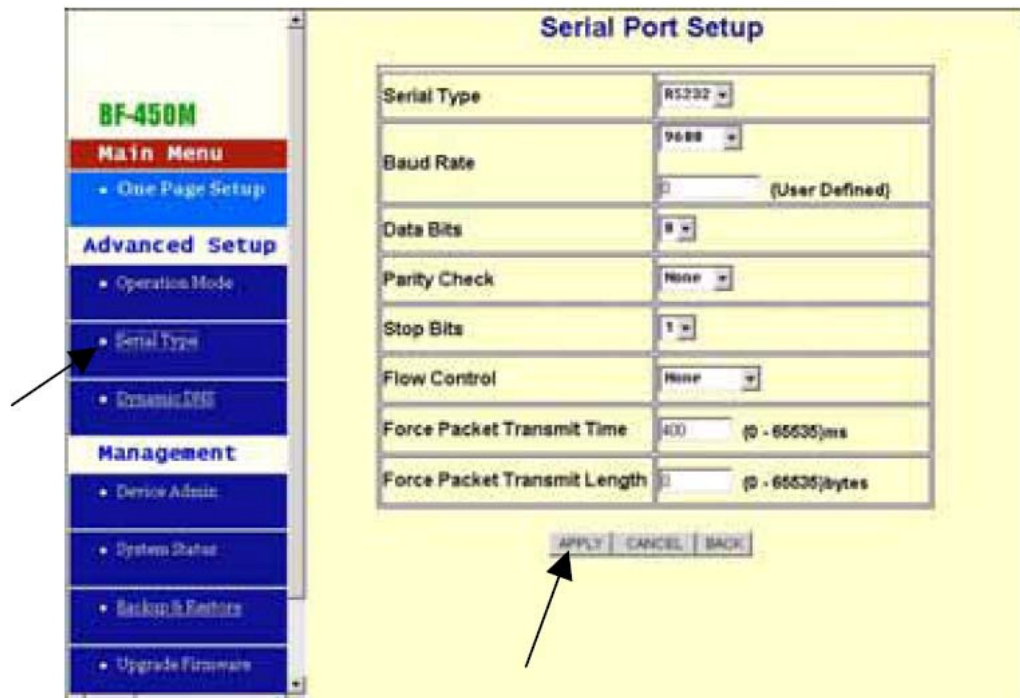 BF-450M
Main Menu
One Page Setup
Advanced Setup
Operation Mode
Serial Type
Dynamic DNS
Management
Device Admin
System Status
Backup & Restore
Upgrade Firmware
Serial Port Setup
Serial Type RS232
Baud Rate 9600
0 (User Defined)
Data Bits 8
Parity Check None
Stop Bits 1
Flow Control None
Force Packet Transmit Time 400 (0 - 65535)ms
Force Packet Transmit Length 0 (0 - 65535)bytes
APPLY CANCEL BACK